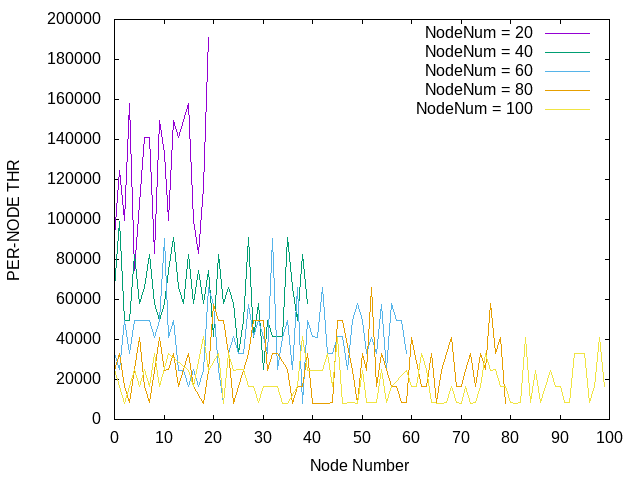 200000
180000
160000
140000
120000
100000
80000
60000
40000
20000
0
PER-NODE THR
NodeNum = 20
NodeNum = 40
NodeNum = 60
NodeNum = 80
NodeNum = 100
0 10 20 30 40 50 60 70 80 90 100
Node Number